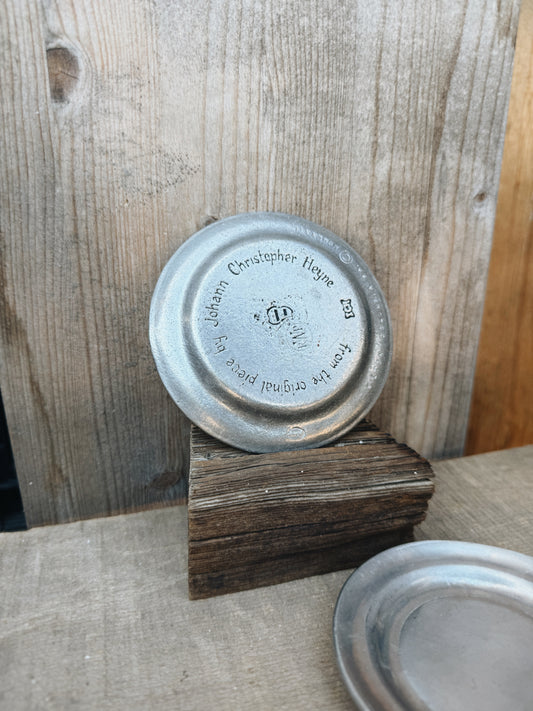 from the original piece by Johann Christopher Heyne